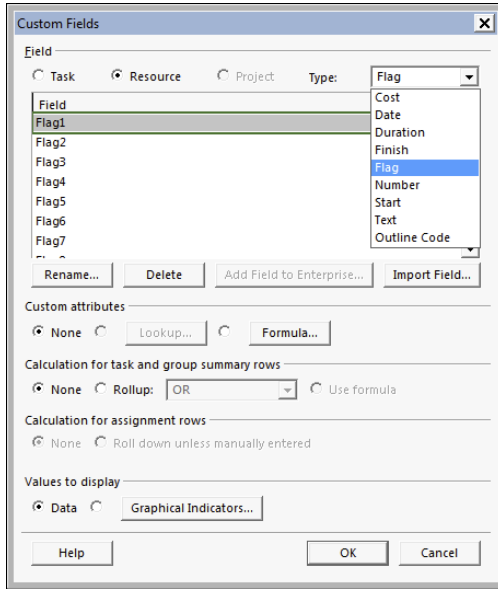 Custom Fields
Field
Task Resource Project Type: Flag
Field
Flag1
Flag2
Flag3
Flag4
Flag5
Flag6
Flag7
Cost
Date
Duration
Finish
Flag
Number
Start
Text
Outline Code
Rename... Delete Add Field to Enterprise... Import Field...
Custom attributes
None Lookup... Formula...
Calculation for task and group summary rows
None Rollup: OR Use formula
Calculation for assignment rows
None Roll down unless manually entered
Values to display
Data Graphical Indicators...
Help OK Cancel